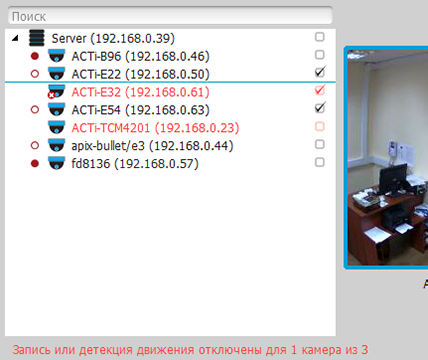 Поиск
Server (192.168.0.39)
ACTi-B96 (192.168.0.46)
ACTi-E22 (192.168.0.50)
ACTi-E32 (192.168.0.61)
ACTi-E54 (192.168.0.63)
ACTi-TCM4201 (192.168.0.23)
apix-bullet/e3 (192.168.0.44)
fd8136 (192.168.0.57)
Запись или детекция движения отключены для 1 камера из 3